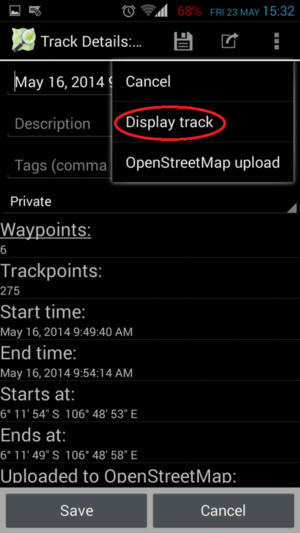 68% FRI 23 MAY 15:32
Track Details:...
May 16, 2014 9
Cancel
Description
Display track
Tags (comma
OpenStreetMap upload
Private
Waypoints:
6
Trackpoints:
275
Start time:
May 16, 2014 9:49:40 AM
End time:
May 16, 2014 9:54:14 AM
Starts at:
6° 11' 54" S 106° 48' 53" E
Ends at:
6° 11' 49" S 106° 48' 58" E
Uploaded to OpenStreetMap:
Save Cancel